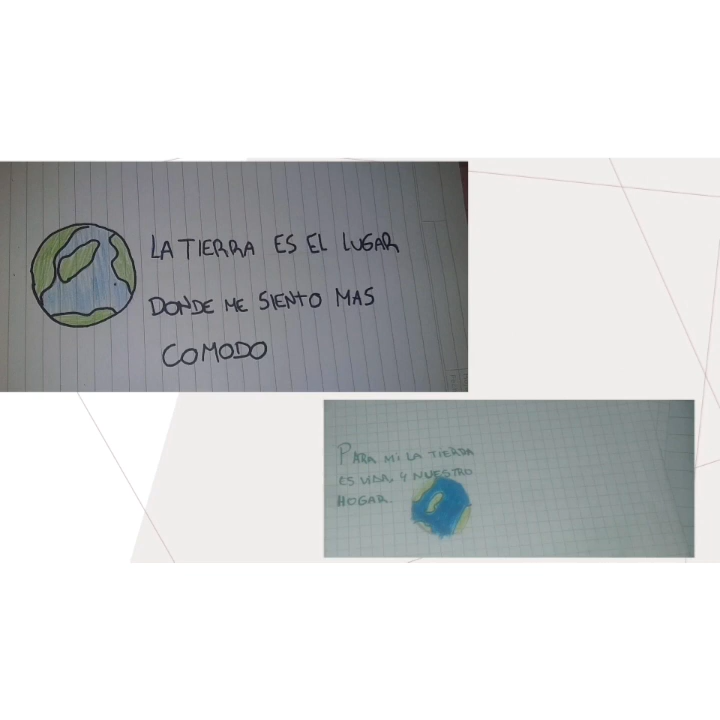 LA TIERRA ES EL LUGAR
DONDE ME SIENTO MAS
COMODO
PARA MI LA TIERRA
ES VIDA, Y NUESTRO
HOGAR.